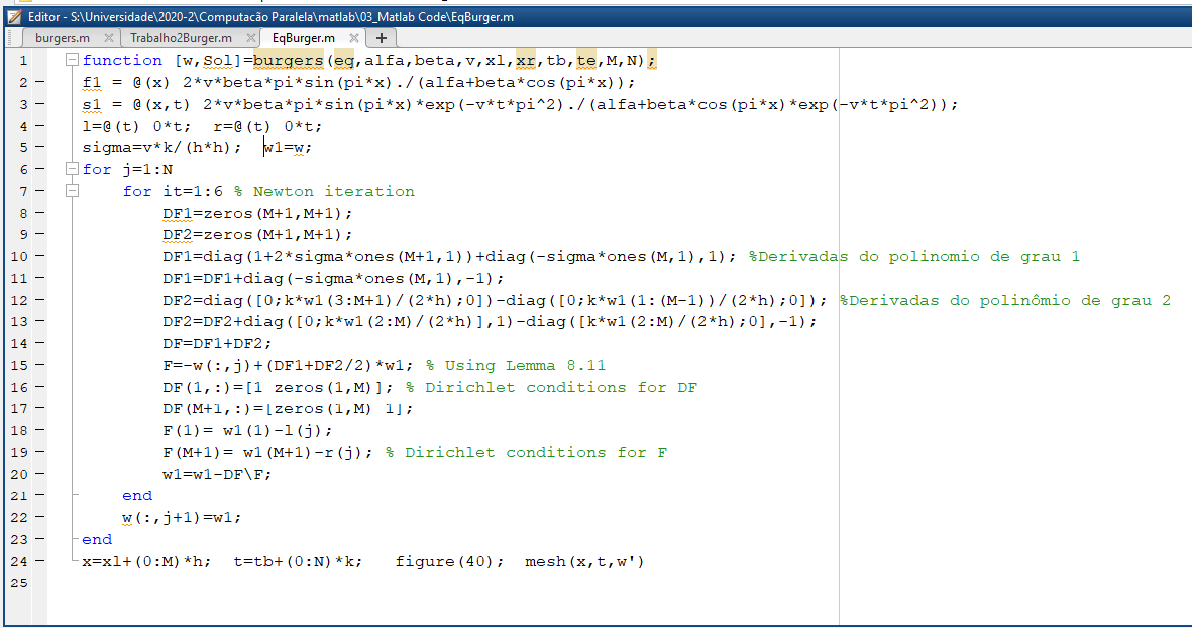 Editor - S:\Universidade\2020-2\Computacão Paralela\matlab\03_Matlab Code\EqBurger.m
burgers.m × Trabalho2Burger.m × EqBurger.m × +
1 function [w,Sol]=burgers(eq,alfa,beta,v,xl,xr,tb,te,M,N);
2 - f1 = @(x) 2*v*beta*pi*sin(pi*x)./(alfa+beta*cos(pi*x));
3 - s1 = @(x,t) 2*v*beta*pi*sin(pi*x)*exp(-v*t*pi^2)./(alfa+beta*cos(pi*x)*exp(-v*t*pi^2));
4 - l=@(t) 0*t; r=@(t) 0*t;
5 - sigma=v*k/(h*h); w1=w;
6 - for j=1:N
7 - for it=1:6 % Newton iteration
8 - DF1=zeros(M+1,M+1);
9 - DF2=zeros(M+1,M+1);
10 - DF1=diag(1+2*sigma*ones(M+1,1))+diag(-sigma*ones(M,1),1); %Derivadas do polinomio de grau 1
11 - DF1=DF1+diag(-sigma*ones(M,1),-1);
12 - DF2=diag([0;k*w1(3:M+1)/(2*h);0])-diag([0;k*w1(1:(M-1))/(2*h);0]); %Derivadas do polinômio de grau 2
13 - DF2=DF2+diag([0;k*w1(2:M)/(2*h)],1)-diag([k*w1(2:M)/(2*h);0],-1);
14 - DF=DF1+DF2;
15 - F=-w(:,j)+(DF1+DF2/2)*w1; % Using Lemma 8.11
16 - DF(1,:)=[1 zeros(1,M)]; % Dirichlet conditions for DF
17 - DF(M+1,:)=[zeros(1,M) 1];
18 - F(1)= w1(1)-l(j);
19 - F(M+1)= w1(M+1)-r(j); % Dirichlet conditions for F
20 - w1=w1-DF\F;
21 - end
22 - w(:,j+1)=w1;
23 - end
24 - x=xl+(0:M)*h; t=tb+(0:N)*k; figure(40); mesh(x,t,w')
25